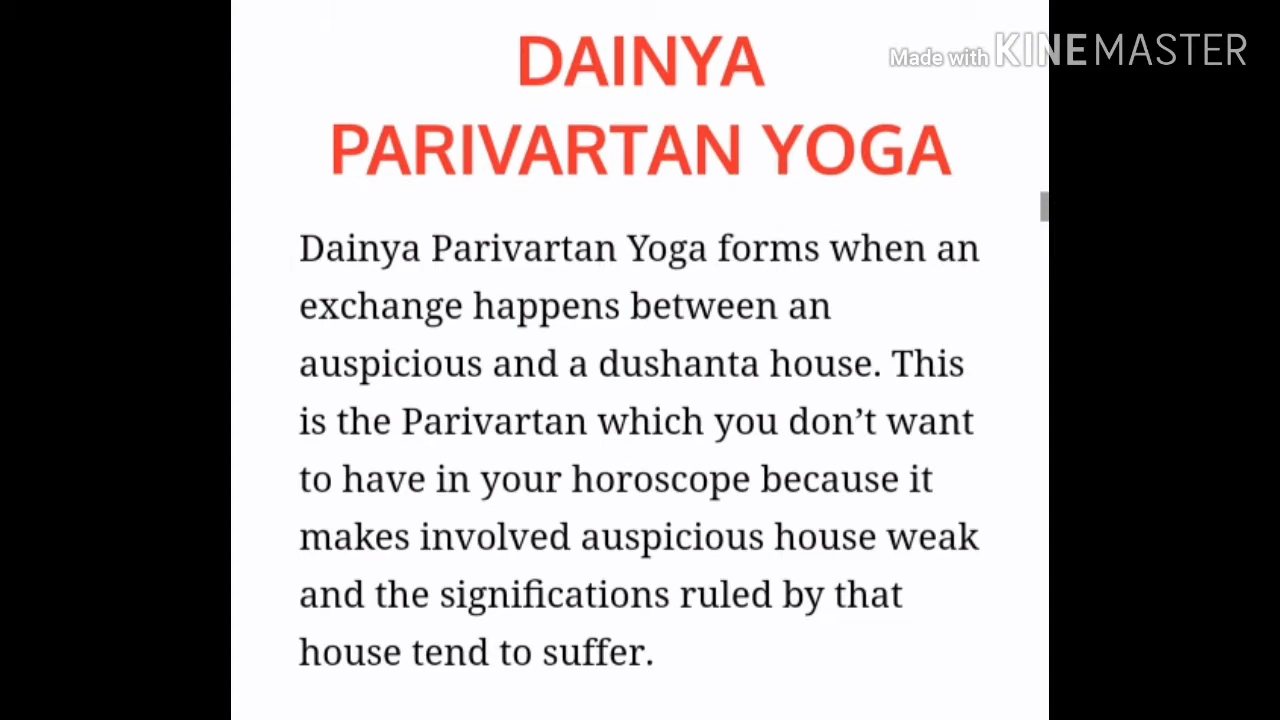 DAINYA
Made with KINEMASTER
PARIVARTAN YOGA
Dainya Parivartan Yoga forms when an
exchange happens between an
auspicious and a dushanta house. This
is the Parivartan which you don’t want
to have in your horoscope because it
makes involved auspicious house weak
and the significations ruled by that
house tend to suffer.